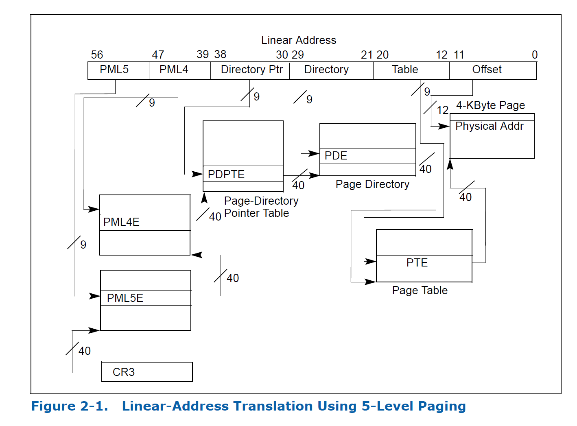 Linear Address
56 47 39 38 30 29 21 20 12 11 0
PML5 PML4 Directory Ptr Directory Table Offset
9 9 9 9
12 4-KByte Page
Physical Addr
PDE
PDPTE
40 40
Page Directory
Page-Directory
Pointer Table
40 40
PML4E
9
PTE
40
Page Table
PML5E
40
CR3
Figure 2-1. Linear-Address Translation Using 5-Level Paging